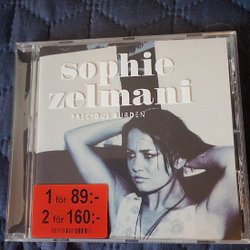 sophie
zelmani
PRECIOUS BURDEN
1 för 89:-
2 för 160:-